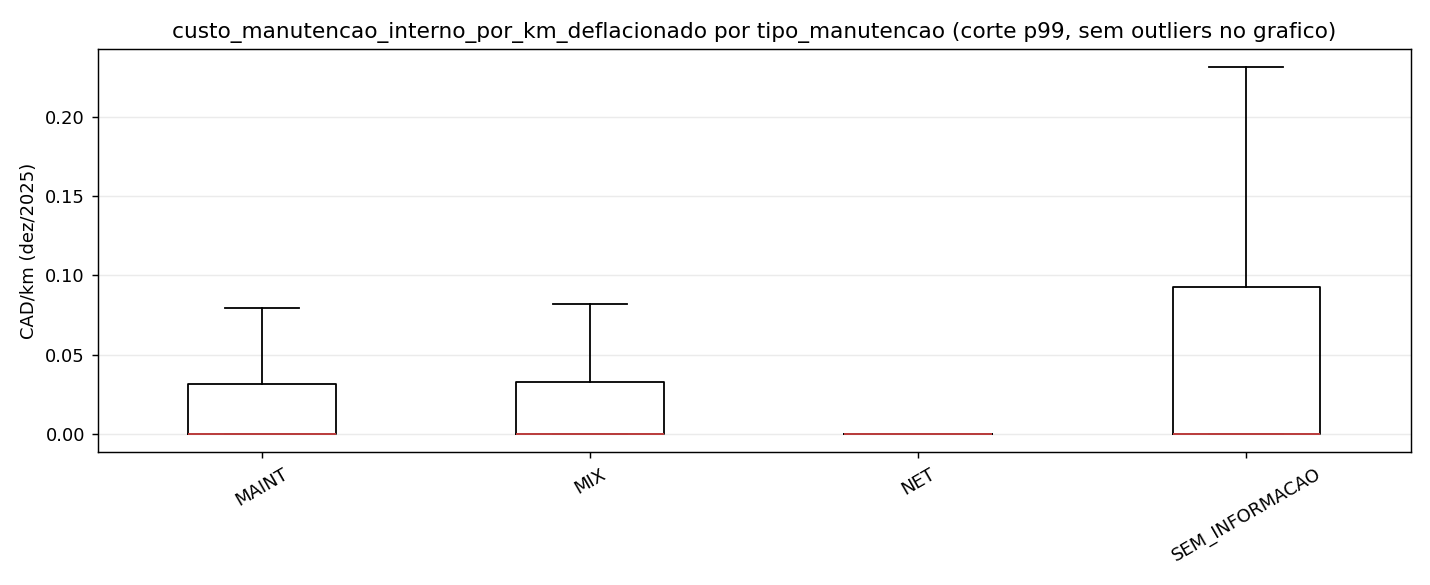 custo_manutencao_interno_por_km_deflacionado por tipo_manutencao (corte p99, sem outliers no grafico)
CAD/km (dez/2025)
0.20
0.15
0.10
0.05
0.00
MAINT
MIX
NET
SEM_INFORMACAO